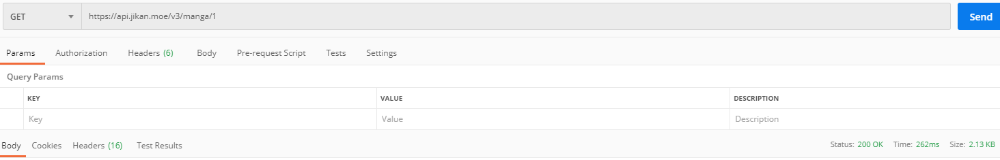 GET https://api.jikan.moe/v3/manga/1 Send
Params Authorization Headers (6) Body Pre-request Script Tests Settings
Query Params
KEY VALUE DESCRIPTION
Key Value Description
Body Cookies Headers (16) Test Results Status: 200 OK Time: 262ms Size: 2.13 KB